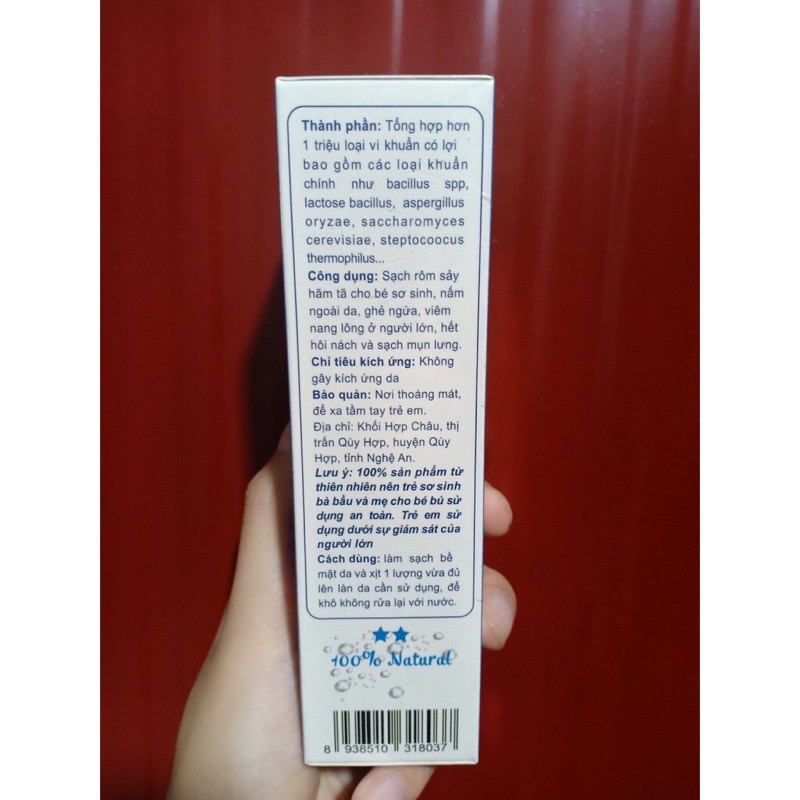 Thành phần: Tổng hợp hơn
1 triệu loại vi khuẩn có lợi
bao gồm các loại khuẩn
chính như bacillus spp,
lactose bacillus, aspergillus
oryzae, saccharomyces
cerevisiae, steptocoocus
thermophilus...
Công dụng: Sạch rôm sảy
hăm tã cho bé sơ sinh, nấm
ngoài da, ghẻ ngứa, viêm
nang lông ở người lớn, hết
hôi nách và sạch mụn lưng.
Chỉ tiêu kích ứng: Không
gây kích ứng da
Bảo quản: Nơi thoáng mát,
để xa tầm tay trẻ em.
Địa chỉ: Khối Hợp Châu, thị
trấn Qùy Hợp, huyện Qùy
Hợp, tỉnh Nghệ An.
Lưu ý: 100% sản phẩm từ
thiên nhiên nên trẻ sơ sinh
bà bầu và mẹ cho bé bú sử
dụng an toàn. Trẻ em sử
dụng dưới sự giám sát của
người lớn
Cách dùng: làm sạch bề
mặt da và xịt 1 lượng vừa đủ
lên làn da cần sử dụng, để
khô không rửa lại với nước.
100% Natural
8 938510 318037